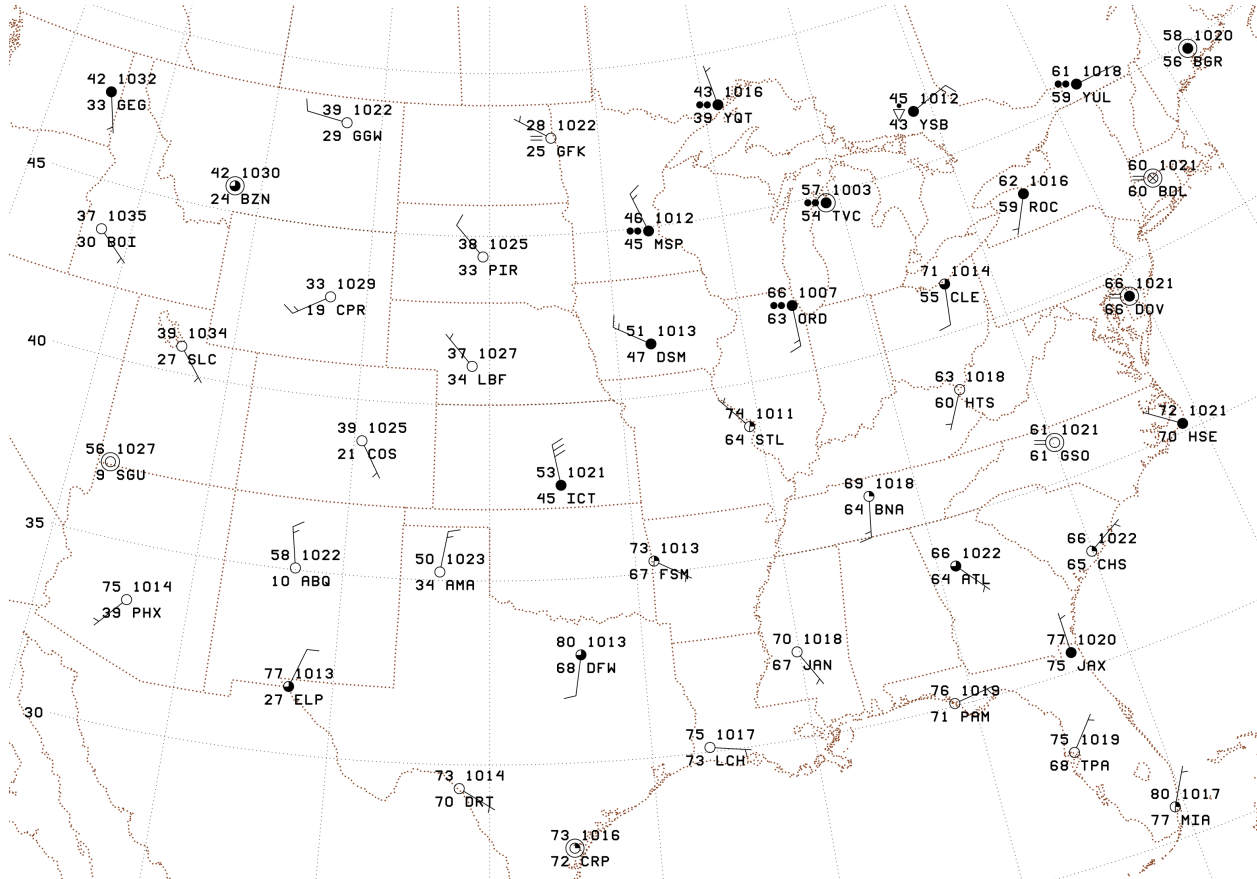 58 1020
56 BGR
42 1032
33 GEG
61 1018
59 YUL
43 1016
39 YQT
45 1012
43 YSB
39 1022
29 GGW
28 1022
25 GFK
45
60 1021
60 BDL
42 1030
24 BZN
62 1016
59 ROC
57 1003
54 TVC
37 1035
30 BOI
46 1012
45 MSP
38 1025
33 PIR
71 1014
55 CLE
33 1029
19 CPR
66 1007
63 ORD
66 1021
66 DOV
40
39 1034
27 SLC
51 1013
47 DSM
37 1027
34 LBF
63 1018
60 HTS
74 1011
64 STL
72 1021
70 HSE
39 1025
21 COS
61 1021
61 GSO
56 1027
9 SGU
53 1021
45 ICT
69 1018
64 BNA
35
58 1022
10 ABQ
50 1023
34 AMA
73 1013
67 FSM
66 1022
64 ATL
66 1022
65 CHS
75 1014
39 PHX
80 1013
68 DFW
70 1018
67 JAN
77 1020
75 JAX
77 1013
27 ELP
76 1019
71 PAM
30
75 1017
73 LCH
75 1019
68 TPA
73 1014
70 DRT
80 1017
77 MIA
73 1016
72 CRP